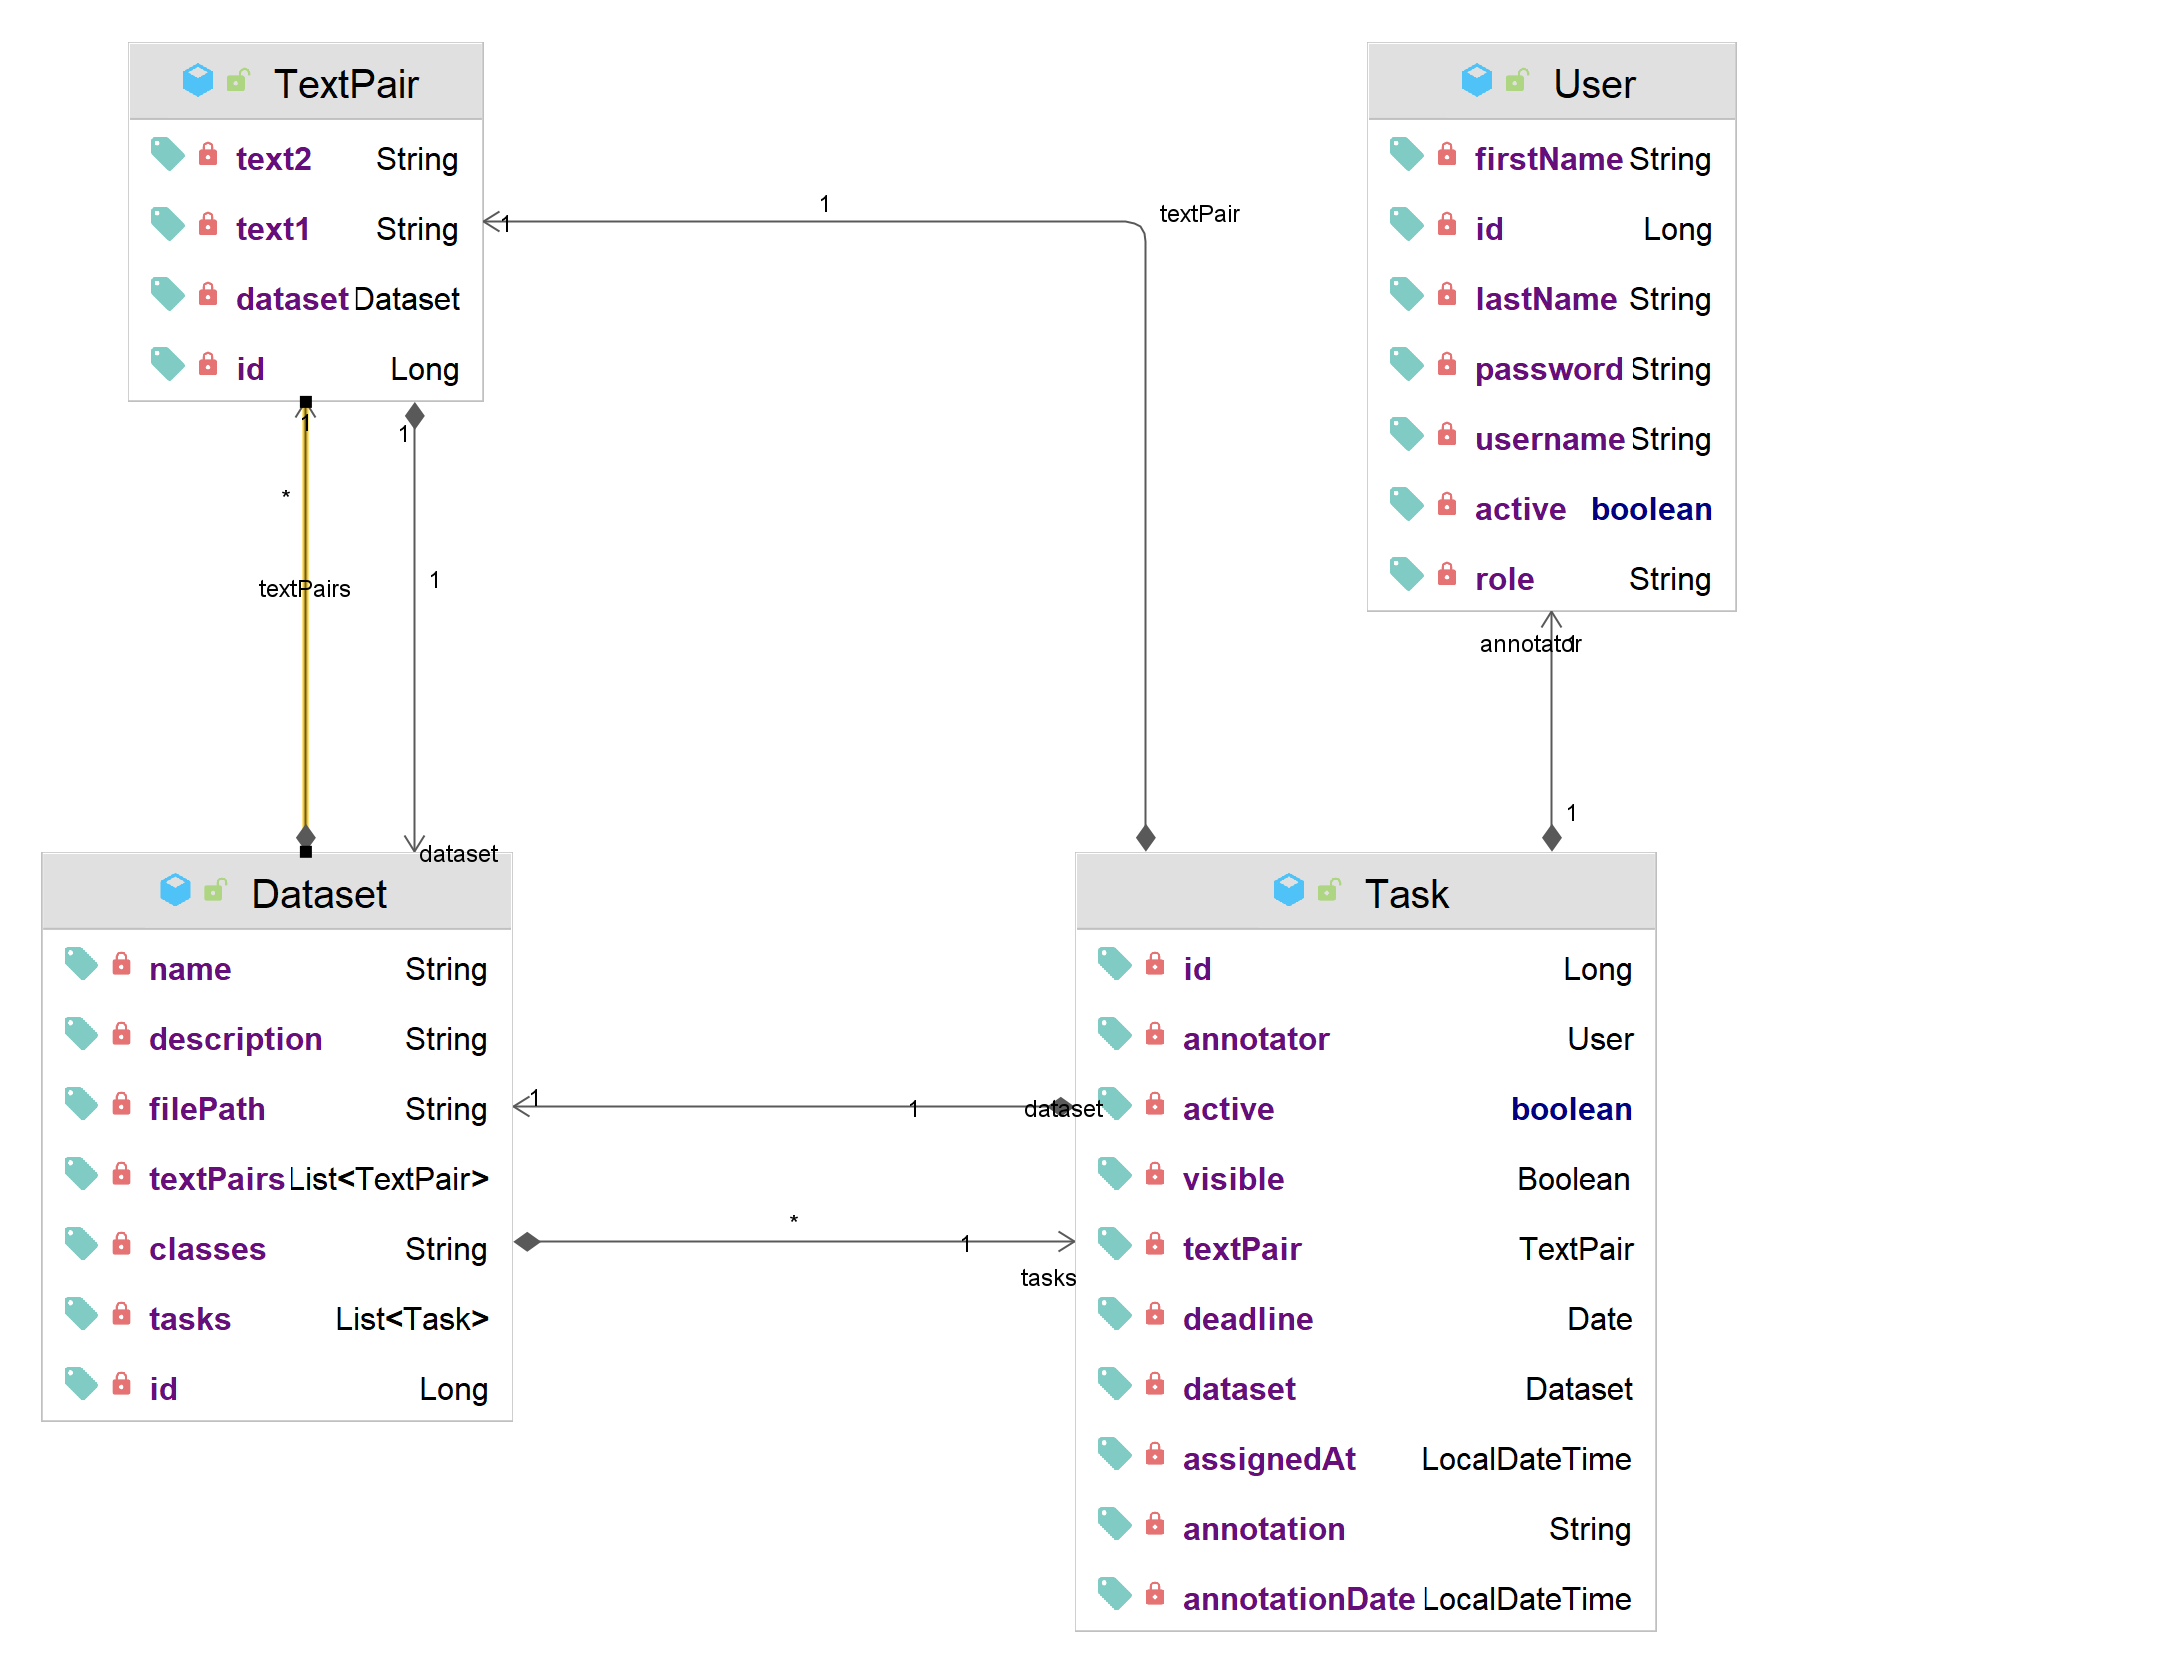 TextPair
text2 String
text1 String
dataset Dataset
id Long
User
firstName String
id Long
lastName String
password String
username String
active boolean
role String
1
1
textPair
1
*
textPairs
1
1
dataset
annotator
1
1
Dataset
name String
description String
filePath String
textPairs List<TextPair>
classes String
tasks List<Task>
id Long
1
1
dataset
*
1
tasks
Task
id Long
annotator User
active boolean
visible Boolean
textPair TextPair
deadline Date
dataset Dataset
assignedAt LocalDateTime
annotation String
annotationDate LocalDateTime